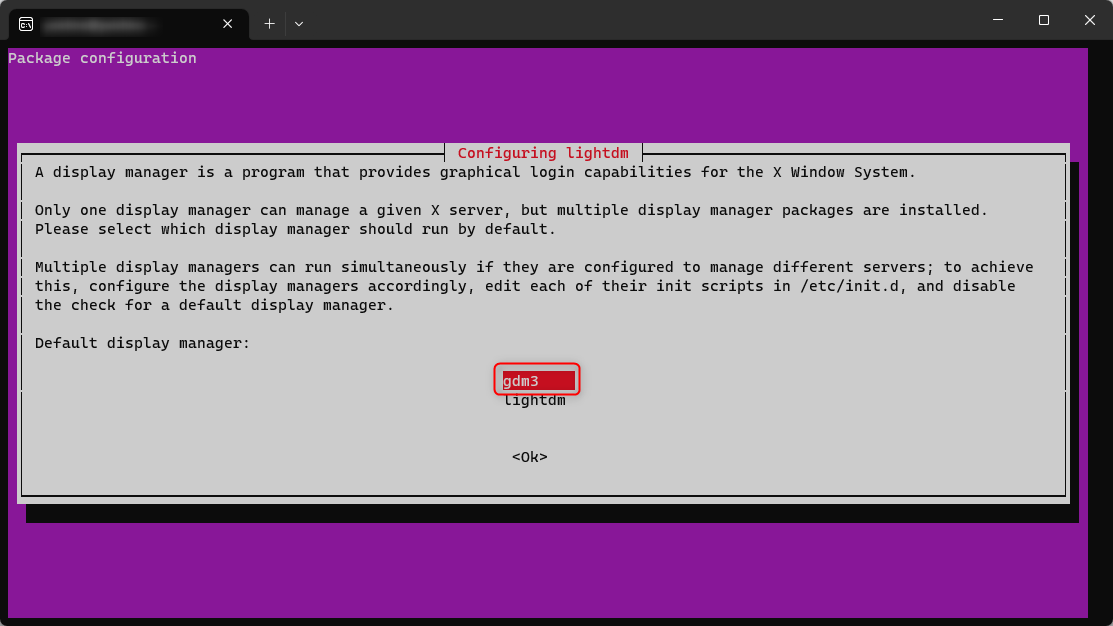 Package configuration
Configuring lightdm
A display manager is a program that provides graphical login capabilities for the X Window System.
Only one display manager can manage a given X server, but multiple display manager packages are installed.
Please select which display manager should run by default.
Multiple display managers can run simultaneously if they are configured to manage different servers; to achieve
this, configure the display managers accordingly, edit each of their init scripts in /etc/init.d, and disable
the check for a default display manager.
Default display manager:
gdm3
lightdm
<Ok>